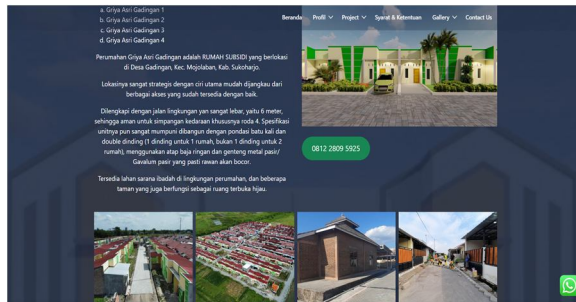 Beranda Profil Project Syarat & Ketentuan Gallery Contact Us
a. Griya Asri Gadingan 1
b. Griya Asri Gadingan 2
c. Griya Asri Gadingan 3
d. Griya Asri Gadingan 4
Perumahan Griya Asri Gadingan adalah RUMAH SUBSIDI yang berlokasi
di Desa Gadingan, Kec. Mojolaban, Kab. Sukoharjo.
Lokasinya sangat strategis dengan ciri utama mudah dijangkau dari
berbagai akses yang sudah tersedia dengan baik.
Dilengkapi dengan jalan lingkungan yan sangat lebar, yaitu 6 meter,
sehingga aman untuk simpangan kedaraan khususnya roda 4. Spesifikasi
unitnya pun sangat mumpuni dibangun dengan pondasi batu kali dan
double dinding (1 dinding untuk 1 rumah, bukan 1 dinding untuk 2
rumah), menggunakan atap baja ringan dan genteng metal pasir/
Gavalum pasir yang pasti rawan akan bocor.
Tersedia lahan sarana ibadah di lingkungan perumahan, dan beberapa
taman yang juga berfungsi sebagai ruang terbuka hijau.
0812 2809 5925